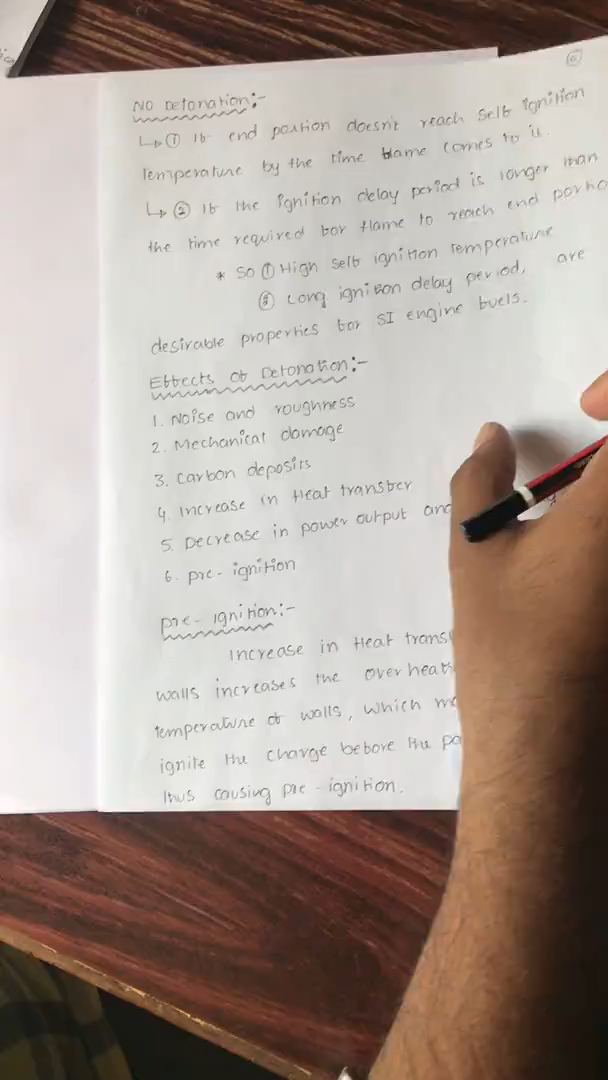 No Detonation:-
↳ ① If end portion doesn't reach self ignition
Temperature by the time flame comes to it.
↳ ② If the ignition delay period is longer than
the time required for flame to reach end portio
* SO ① High self ignition Temperature
② Long ignition delay period, are
desirable properties for SI engine fuels.
Effects of Detonation:-
1. Noise and roughness
2. Mechanical damage
3. Carbon deposits
4. Increase in Heat transfer
5. Decrease in power output and
6. Pre-ignition
Pre-ignition:-
Increase in Heat trans
walls increases the overheat
temperature of walls, which
ignite the charge before the
thus causing Pre-ignition.